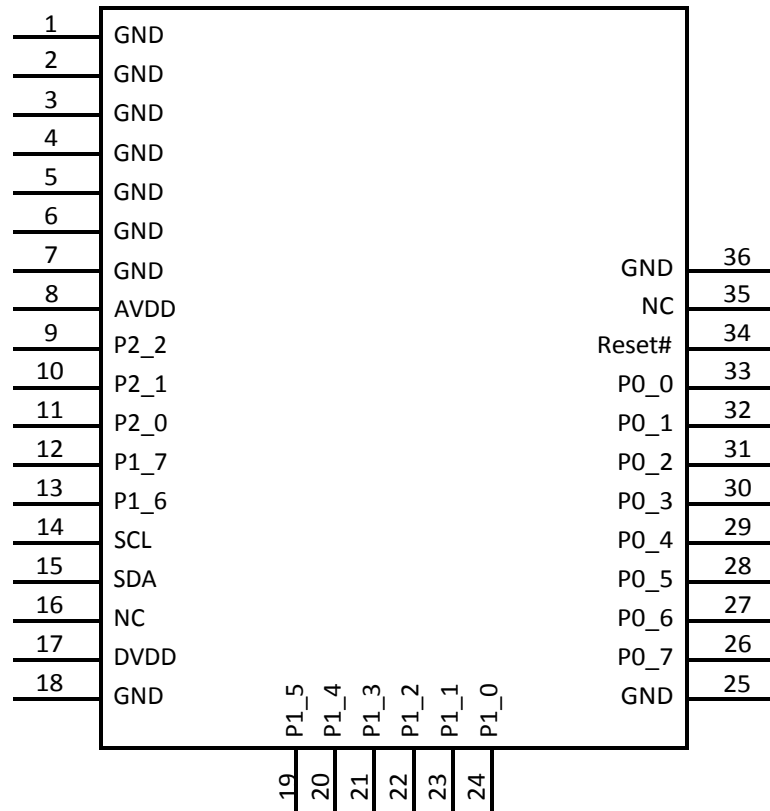 1 GND
2 GND
3 GND
4 GND
5 GND
6 GND
7 GND
GND 36
8 AVDD
NC 35
9 P2_2
Reset# 34
10 P2_1
P0_0 33
11 P2_0
P0_1 32
12 P1_7
P0_2 31
13 P1_6
P0_3 30
14 SCL
P0_4 29
15 SDA
P0_5 28
16 NC
P0_6 27
17 DVDD
P0_7 26
18 GND
GND 25
P1_5 P1_4 P1_3 P1_2 P1_1 P1_0
19 20 21 22 23 24